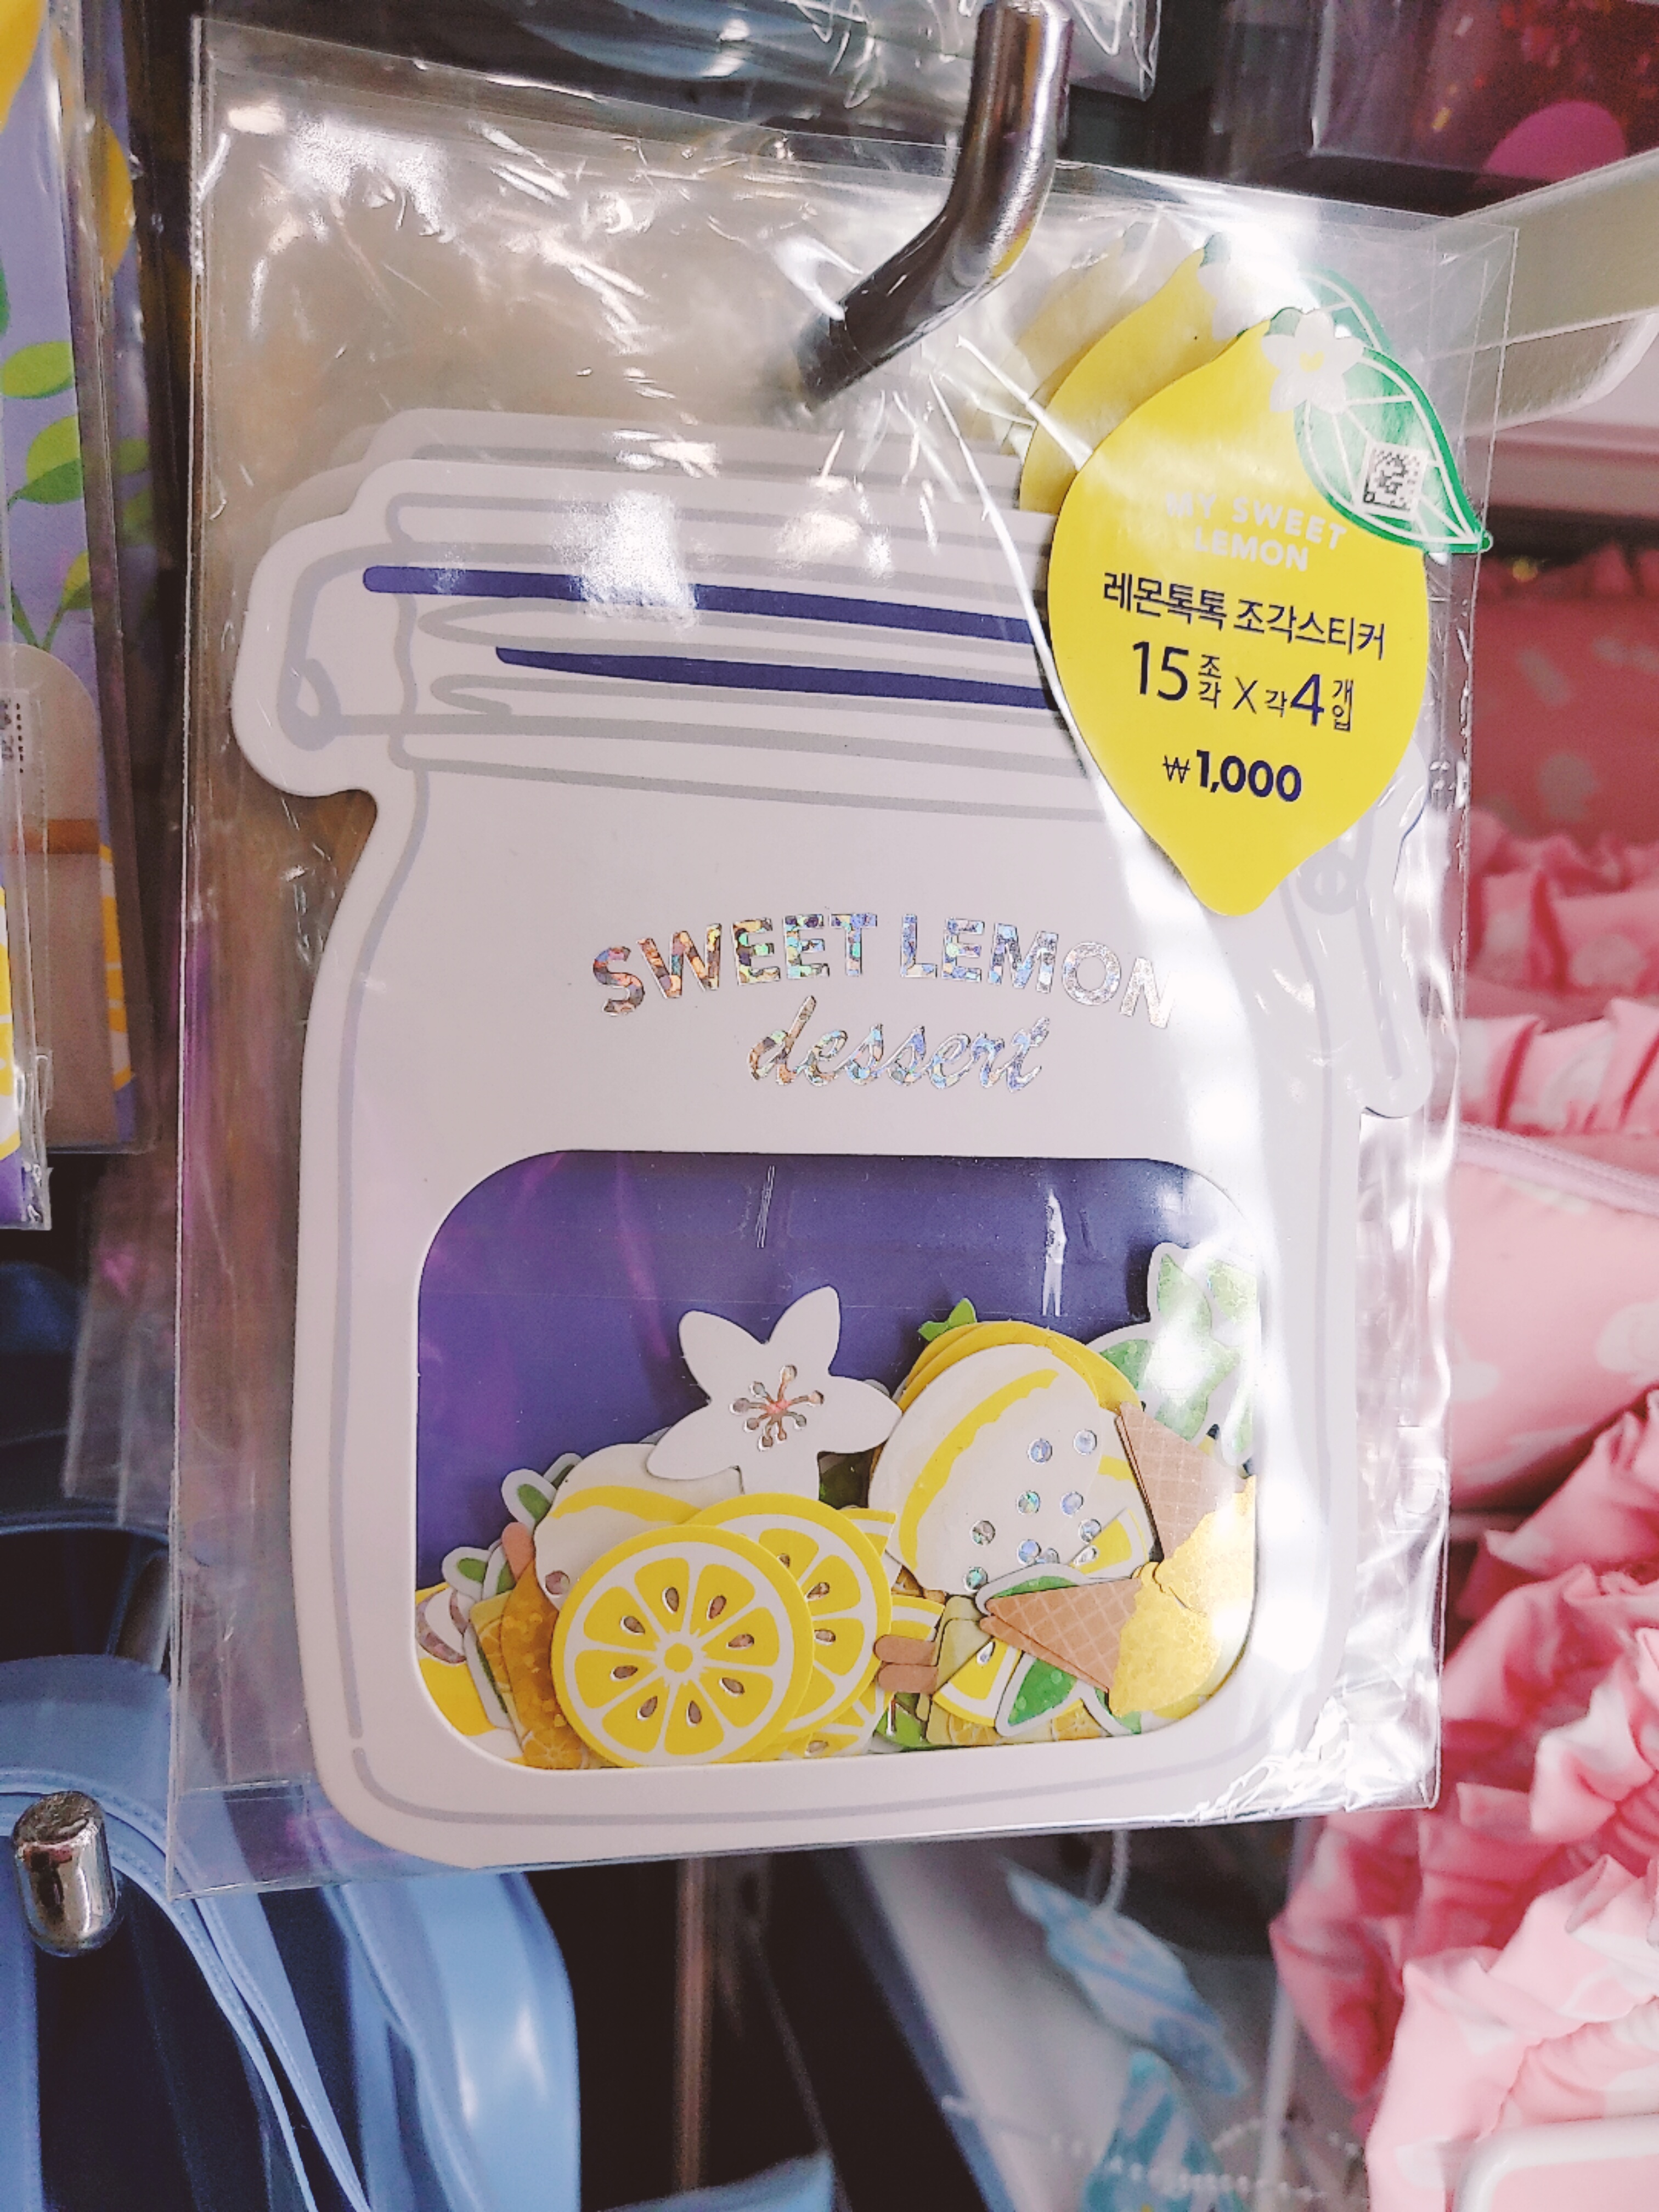 MY SWEET
LEMON
레몬톡톡 조각스티커
15조각 X 각4개입
₩1,000
SWEET LEMON
dessert